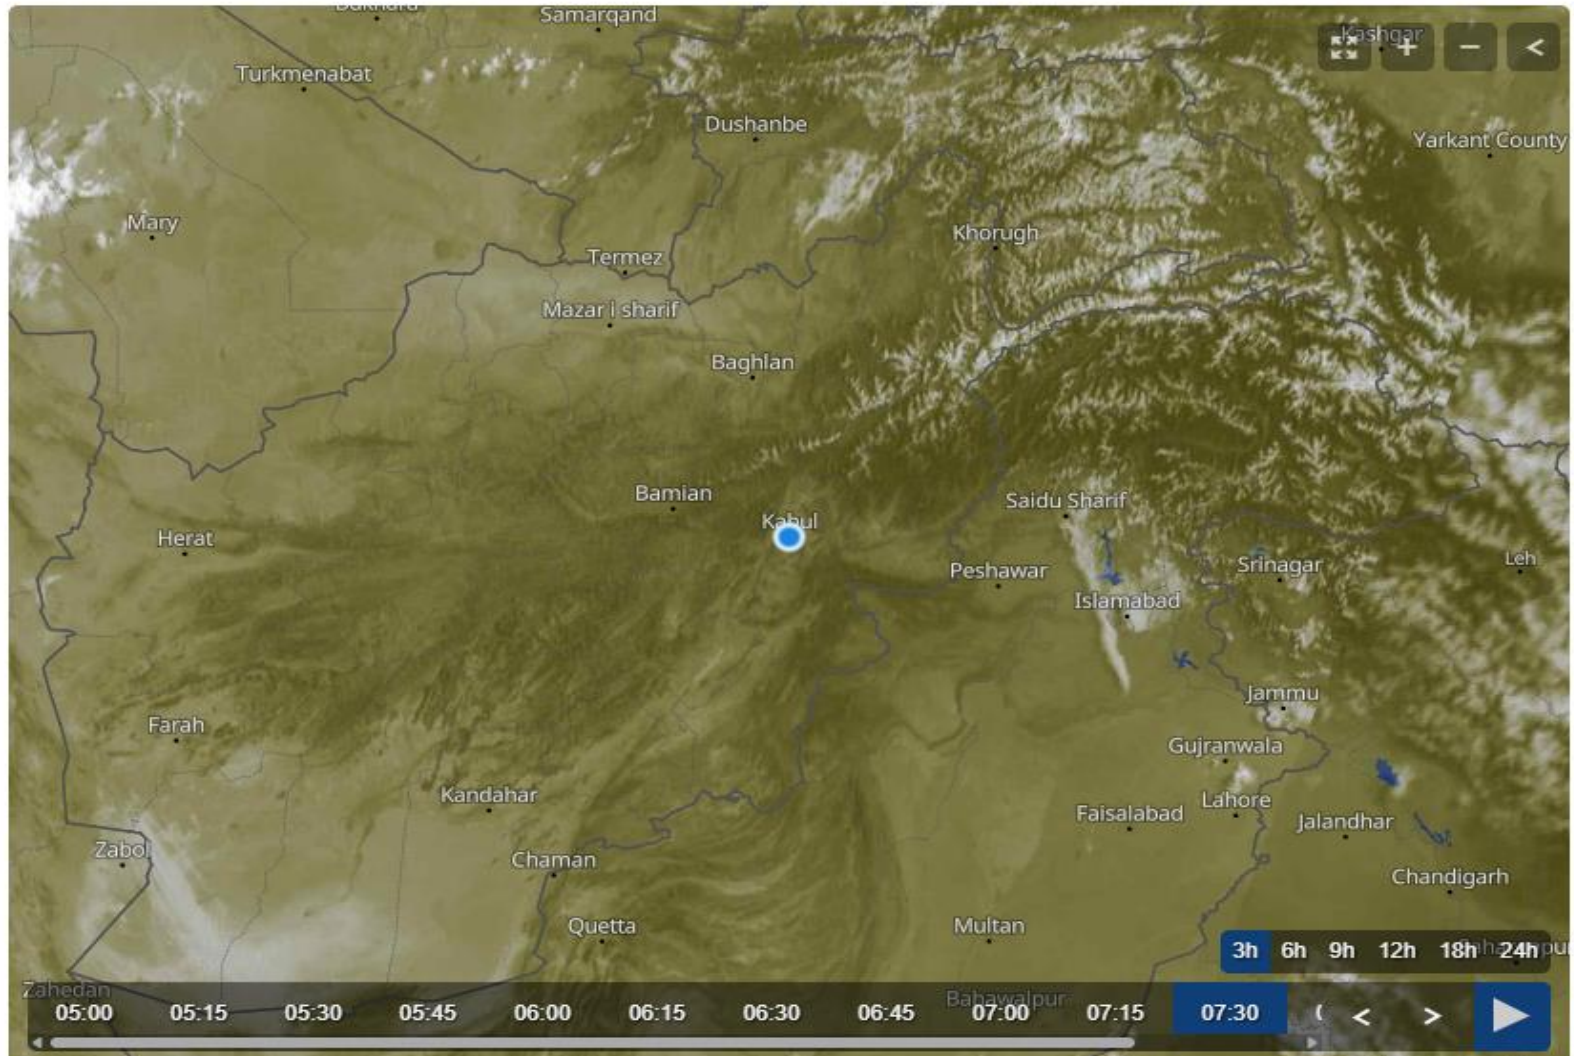 Samarqand
Kashgar
Turkmenabat
Dushanbe
Yarkant County
Mary
Khorugh
Termez
Mazar i sharif
Baghlan
Bamian
Saidu Sharif
Kabul
Herat
Srinagar
Leh
Peshawar
Islamabad
Jammu
Farah
Gujranwala
Kandahar
Lahore
Faisalabad
Jalandhar
Zabol
Chaman
Chandigarh
Quetta
Multan
3h 6h 9h 12h 18h 24h
Zahedan
Bahawalpur
05:00 05:15 05:30 05:45 06:00 06:15 06:30 06:45 07:00 07:15 07:30